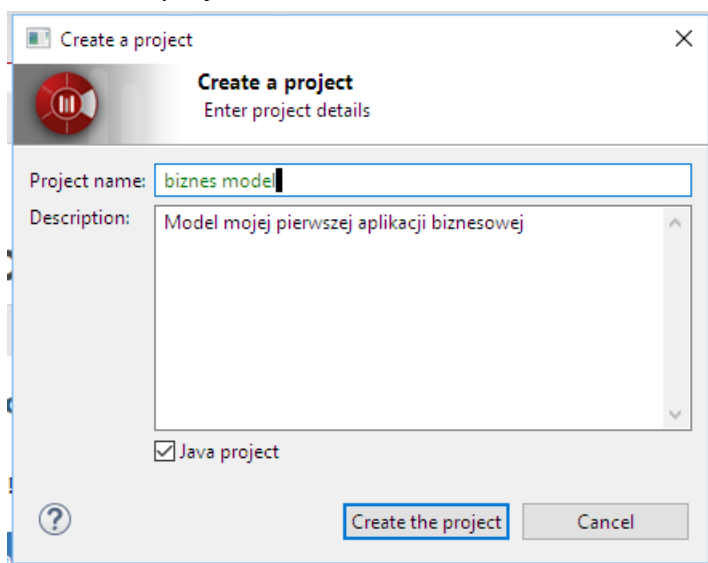 Create a project
Create a project
Enter project details
Project name: biznes model
Description: Model mojej pierwszej aplikacji biznesowej
Java project
? Create the project Cancel